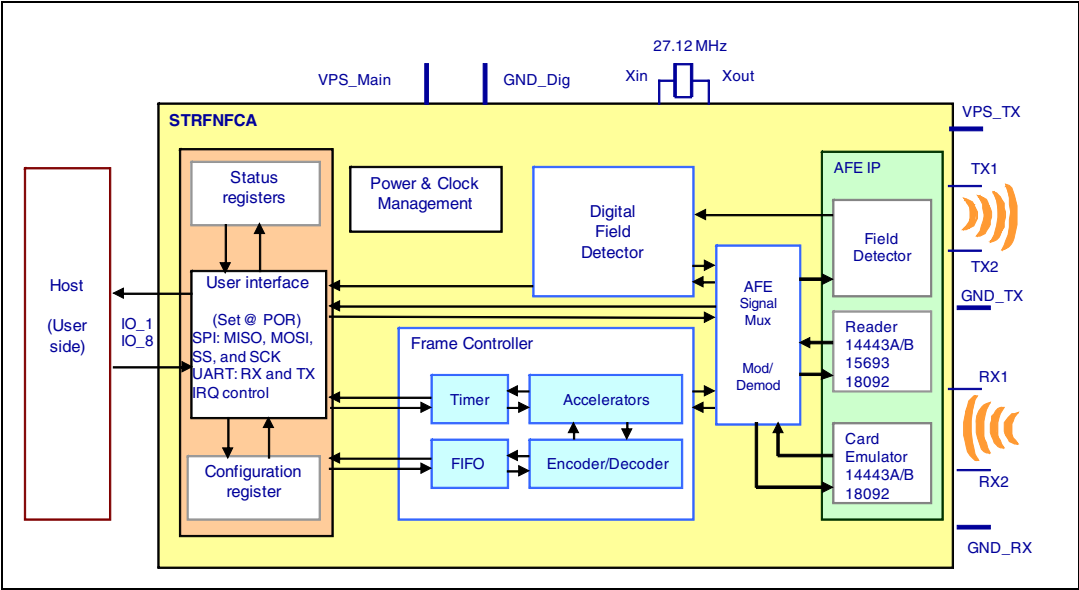 27.12 MHz
VPS_Main
GND_Dig
Xin
Xout
STRFNFCA
VPS_TX
Status
registers
Power & Clock
Management
Digital
Field
Detector
AFE IP
TX1
Field
Detector
TX2
Host
(User
side)
IO_1
IO_8
User interface
(Set @ POR)
SPI: MISO, MOSI,
SS, and SCK
UART: RX and TX
IRQ control
AFE
Signal
Mux
Mod/
Demod
GND_TX
Reader
14443A/B
15693
18092
Frame Controller
Timer
Accelerators
RX1
FIFO
Encoder/Decoder
Card
Emulator
14443A/B
18092
Configuration
register
RX2
GND_RX